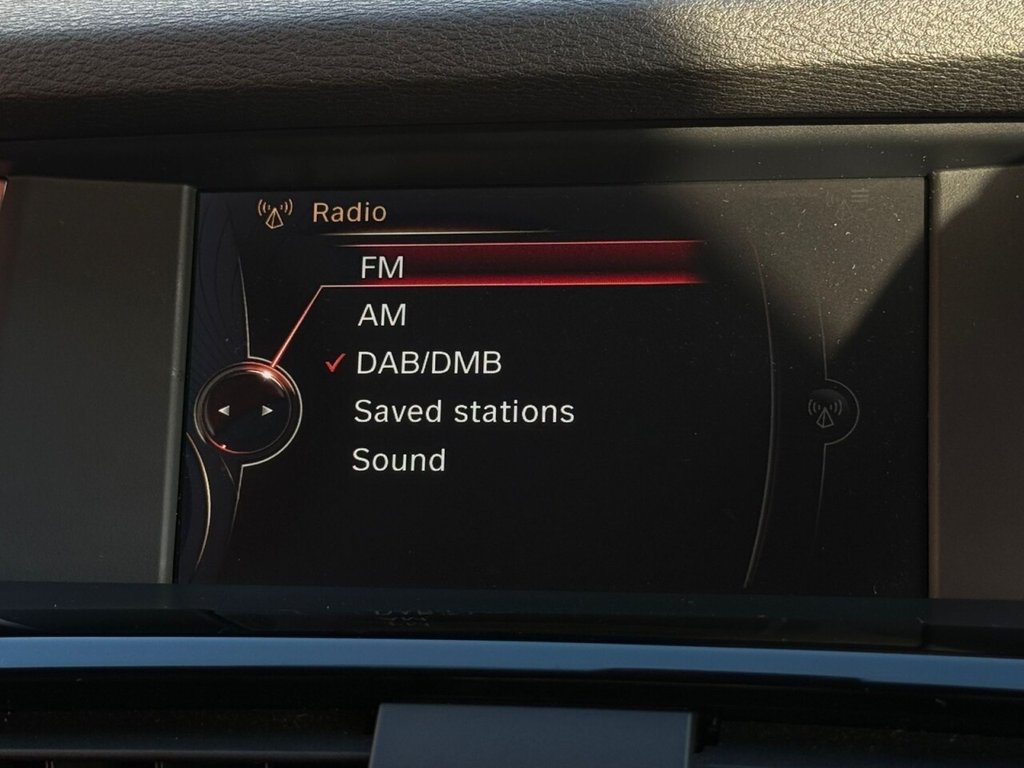 Radio
FM
AM
DAB/DMB
Saved stations
Sound